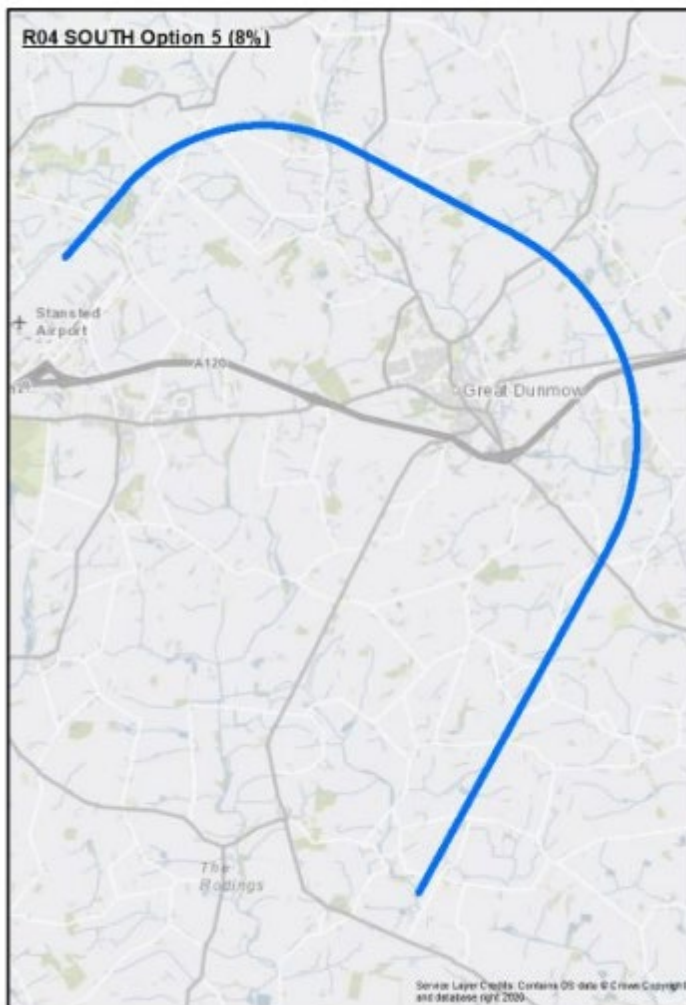 R04 SOUTH Option 5 (8%)
Stansted
Airport
A120
Great Dunmow
The
Rodings
Service Layer Credits: Contains OS data © Crown Copyright
and database right 2020